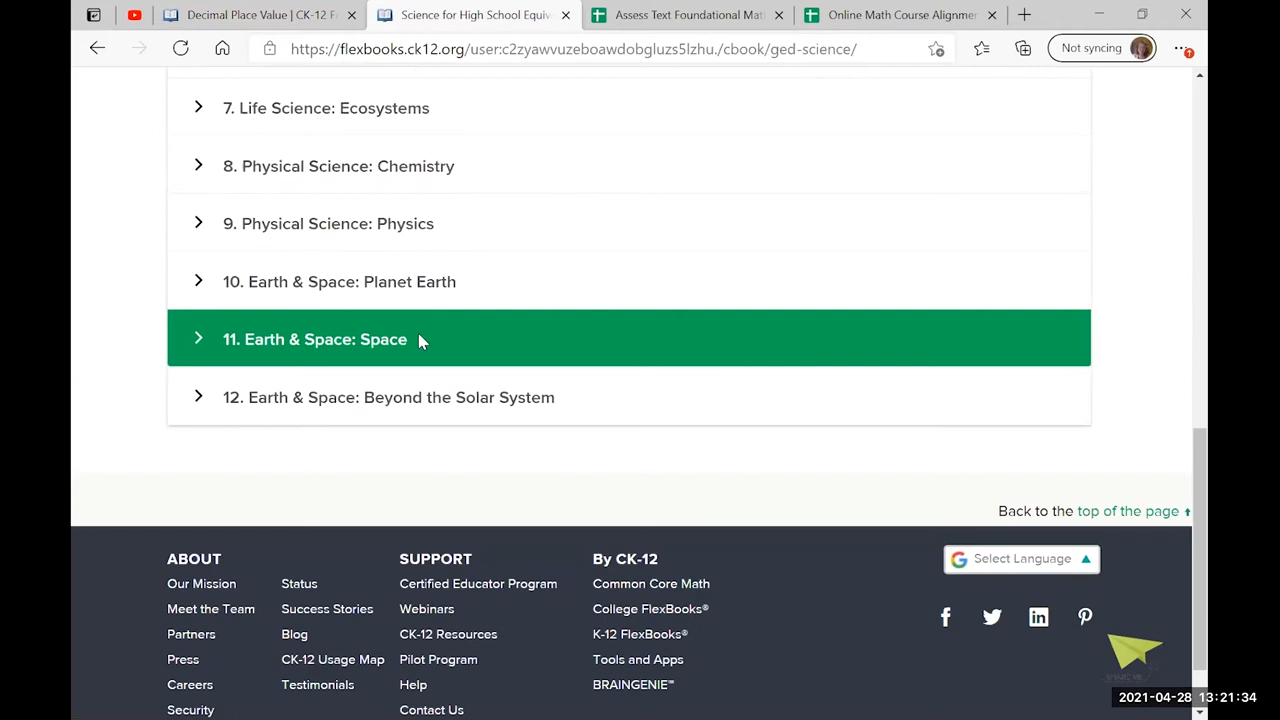 Decimal Place Value | CK-12 F
Science for High School Equiv
Assess Text Foundational Mat
ine Math Course Alignmer
https://flexbooks.ck12.org/user:c2zyawvuzeboawdobgluzs5lzhu./cbook/ged-science/
Not syncing
7. Life Science: Ecosystems
8. Physical Science: Chemistry
9. Physical Science: Physics
10. Earth & Space: Planet Earth
11. Earth & Space: Space
12. Earth & Space: Beyond the Solar System
Back to the top of the page
ABOUT
Our Mission
Meet the Team
Partners
Press
Careers
Security
Status
Success Stories
Blog
CK-12 Usage Map
Testimonials
SUPPORT
Certified Educator Program
Webinars
CK-12 Resources
Pilot Program
Help
Contact Us
By CK-12
Common Core Math
College FlexBooks®
K-12 FlexBooks®
Tools and Apps
BRAINGENIE™
Select Language
2021-04-28 13:21:34